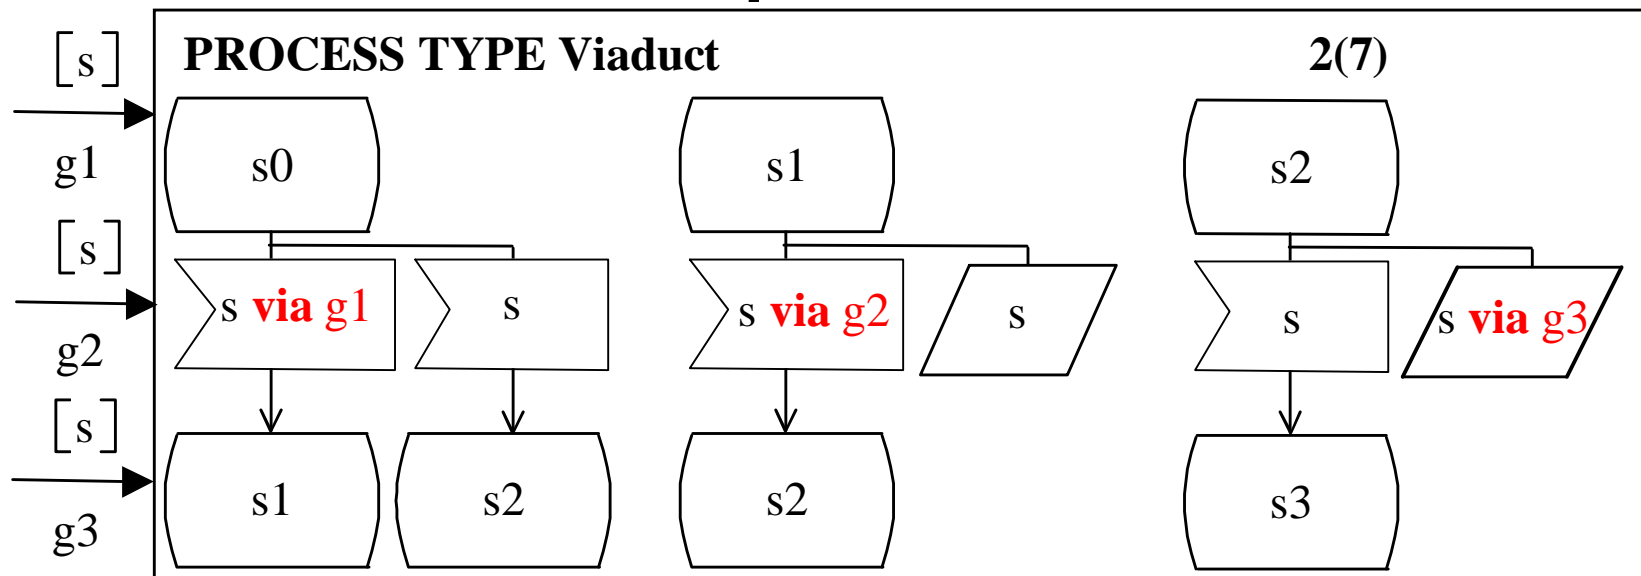 PROCESS TYPE Viaduct 2(7)
[s]
g1
[s]
g2
[s]
g3
s0 s1 s2
s via g1 s s via g2 s s s via g3
s1 s2 s2 s3